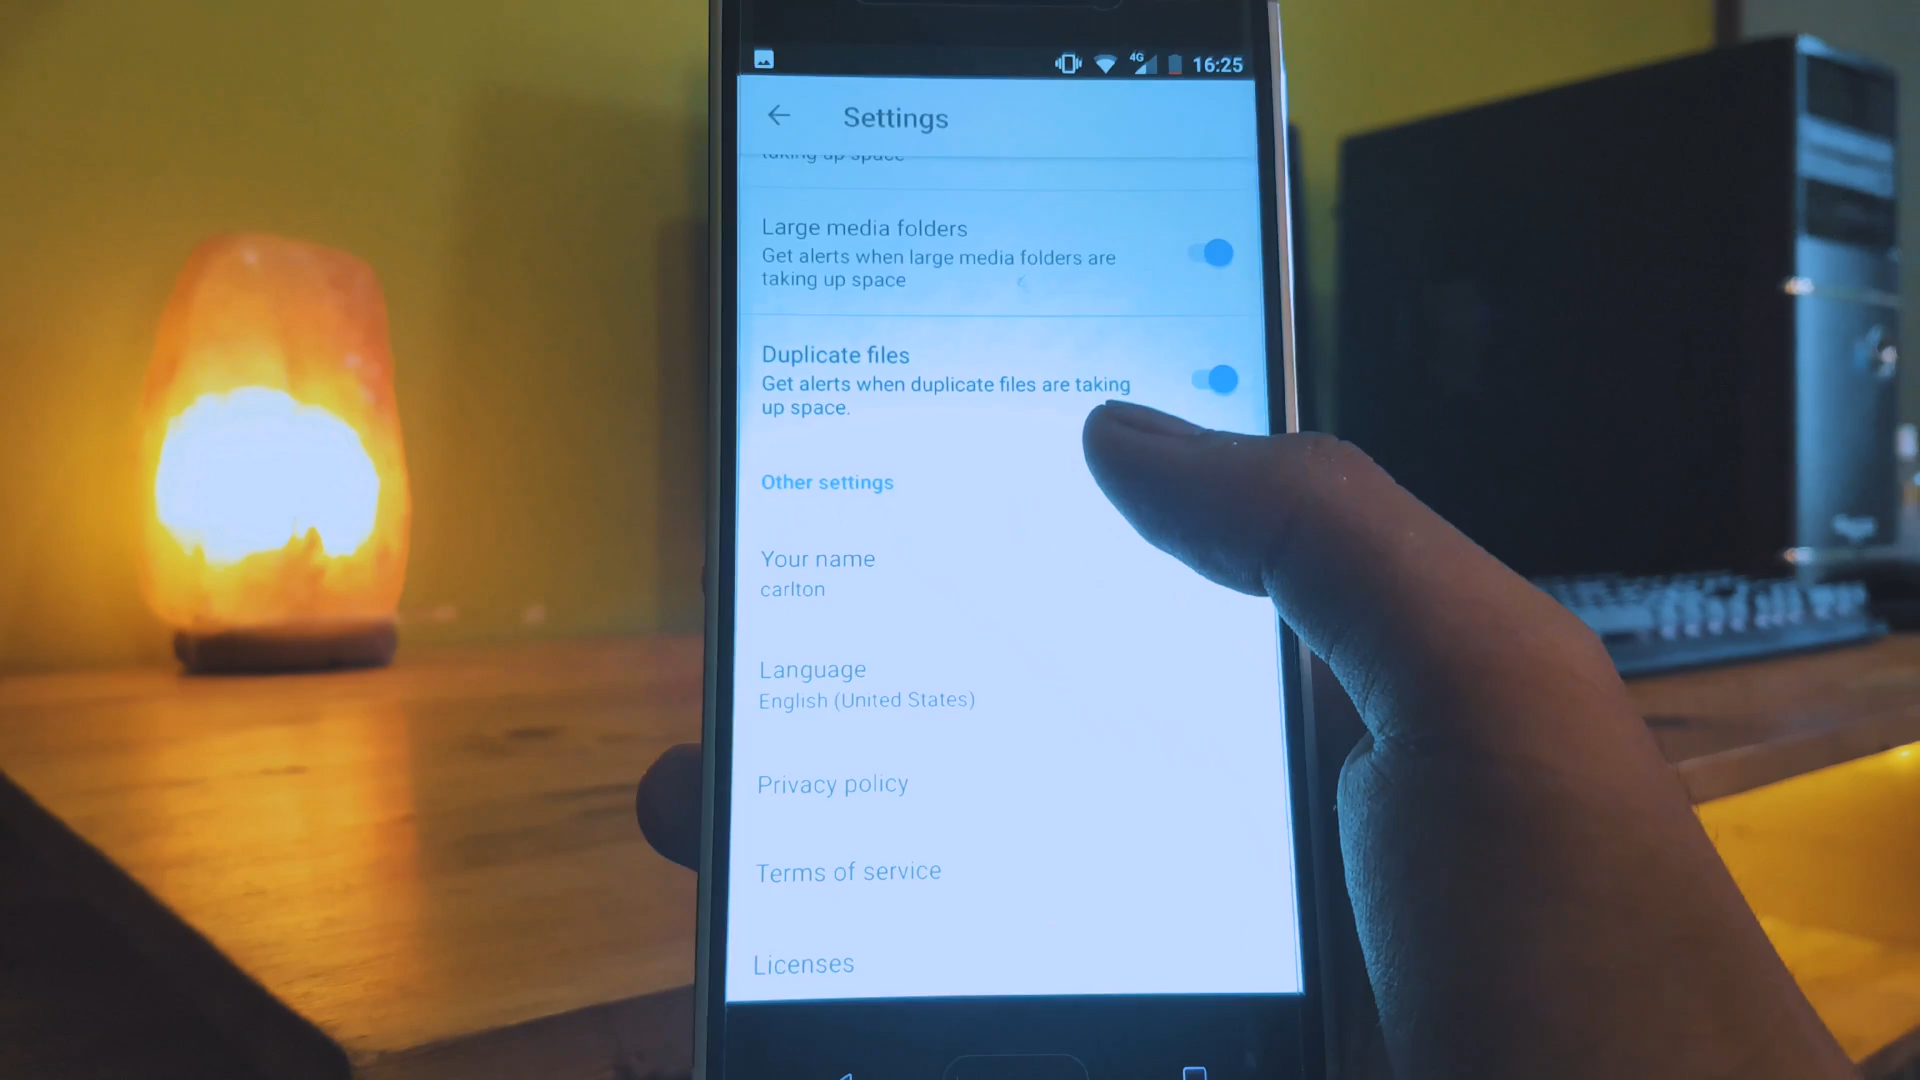 4G 16:25
Settings
taking up space
Large media folders
Get alerts when large media folders are
taking up space
Duplicate files
Get alerts when duplicate files are taking
up space.
Other settings
Your name
carlton
Language
English (United States)
Privacy policy
Terms of service
Licenses